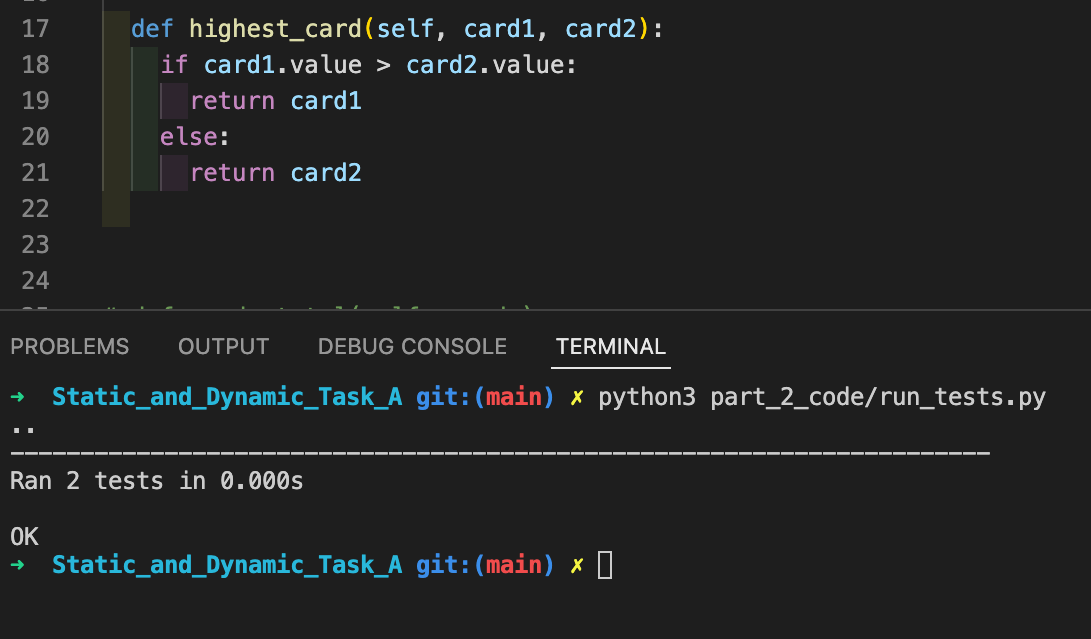 17 def highest_card(self, card1, card2):
18 if card1.value > card2.value:
19 return card1
20 else:
21 return card2
22
23
24
PROBLEMS OUTPUT DEBUG CONSOLE TERMINAL
➜ Static_and_Dynamic_Task_A git:(main) ✗ python3 part_2_code/run_tests.py
..
----------------------------------------------------------------------
Ran 2 tests in 0.000s
OK
➜ Static_and_Dynamic_Task_A git:(main) ✗